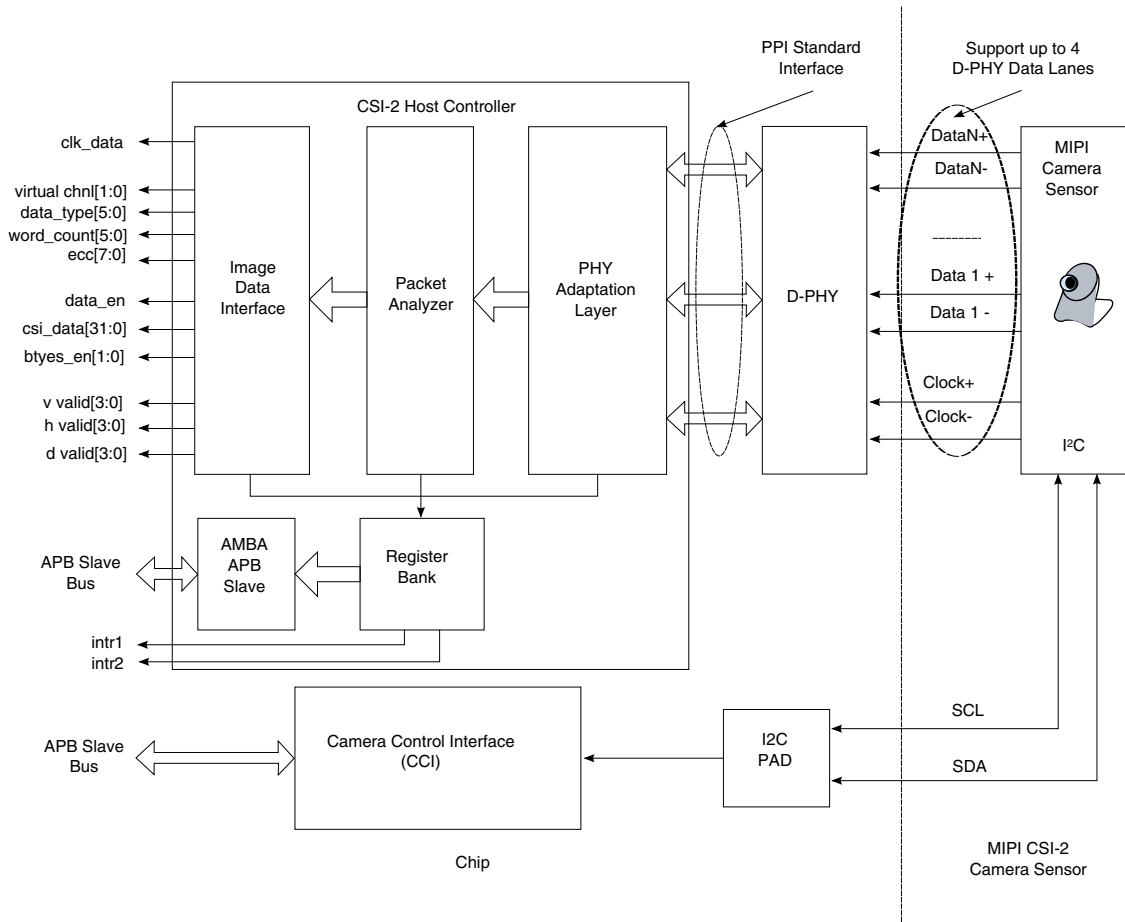 PPI Standard
Interface
Support up to 4
D-PHY Data Lanes
CSI-2 Host Controller
clk_data
virtual chnl[1:0]
data_type[5:0]
word_count[5:0]
ecc[7:0]
data_en
csi_data[31:0]
btyes_en[1:0]
v valid[3:0]
h valid[3:0]
d valid[3:0]
Image
Data
Interface
Packet
Analyzer
PHY
Adaptation
Layer
D-PHY
DataN+
DataN-
Data 1 +
Data 1 -
Clock+
Clock-
MIPI
Camera
Sensor
I²C
APB Slave
Bus
AMBA
APB
Slave
Register
Bank
intr1
intr2
APB Slave
Bus
Camera Control Interface
(CCI)
I2C
PAD
SCL
SDA
Chip
MIPI CSI-2
Camera Sensor